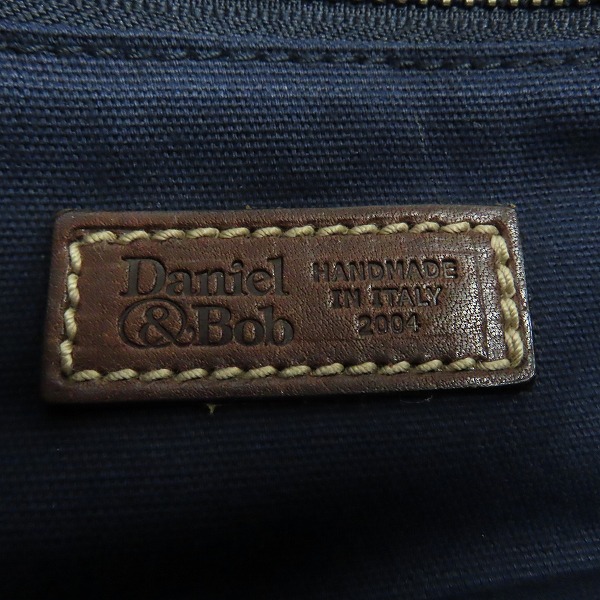 Daniel
&Bob
HANDMADE
IN ITALY
2004